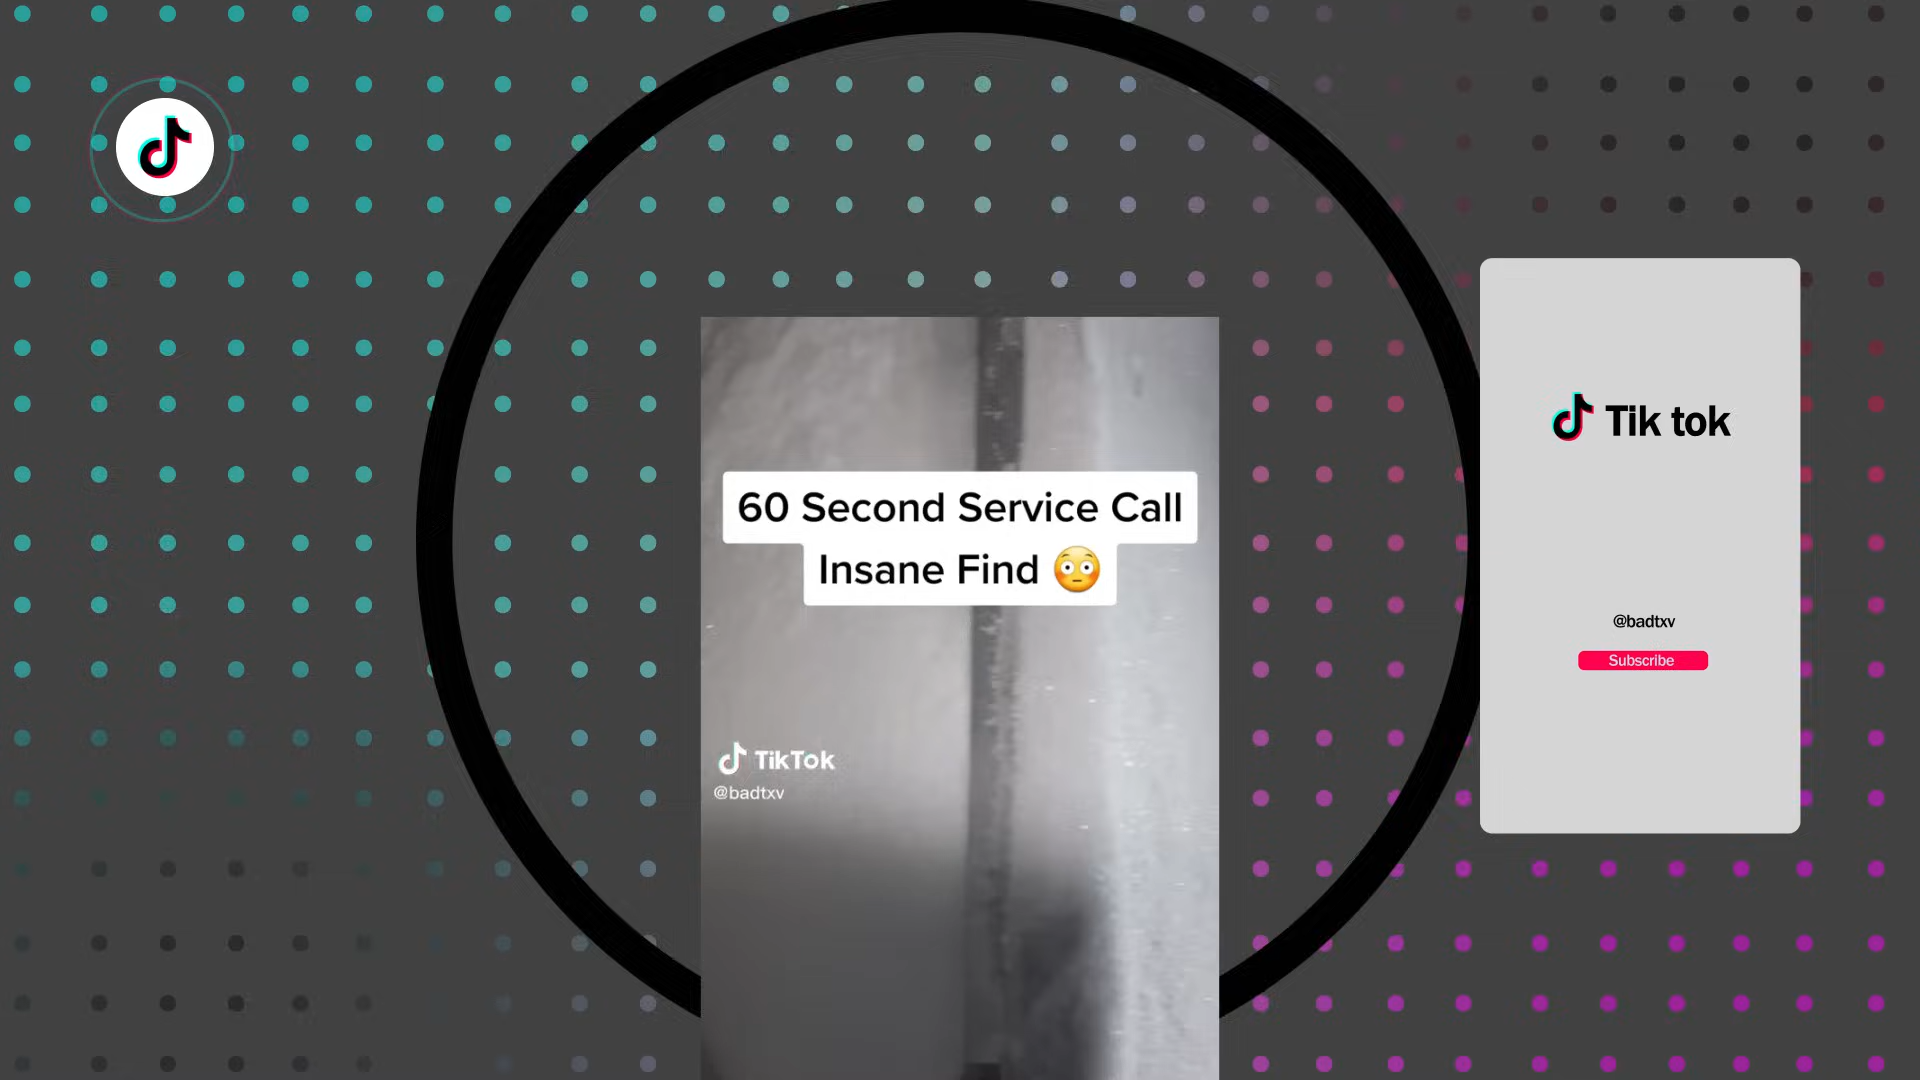 60 Second Service Call
Insane Find 😳
TikTok
@badtxv
Tik tok
@badtxv
Subscribe